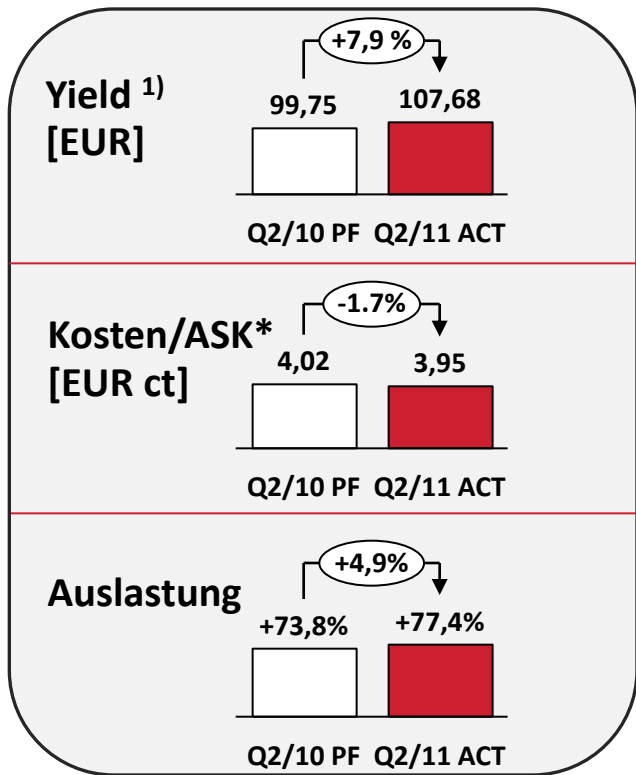 +7,9 %
Yield 1)
[EUR]
99,75 107,68
Q2/10 PF Q2/11 ACT
-1.7%
Kosten/ASK*
[EUR ct]
4,02 3,95
Q2/10 PF Q2/11 ACT
+4,9%
Auslastung
+73,8% +77,4%
Q2/10 PF Q2/11 ACT